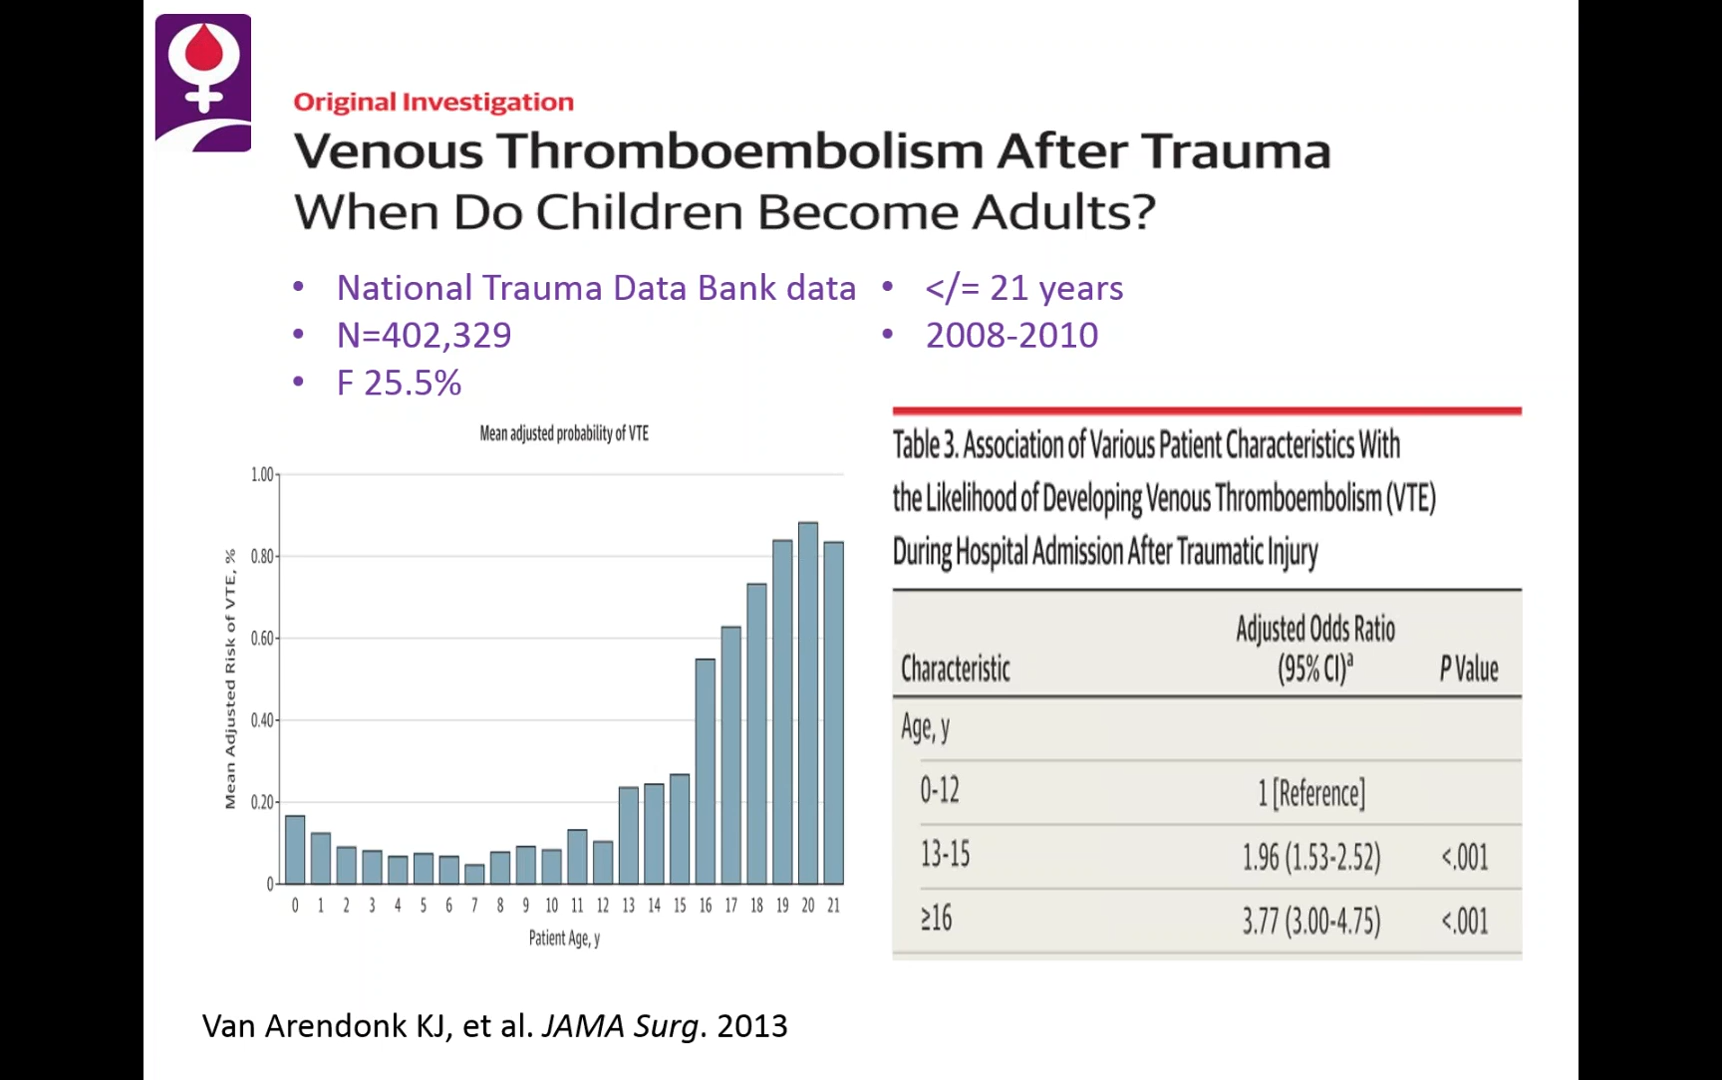 Original Investigation
Venous Thromboembolism After Trauma
When Do Children Become Adults?
• National Trauma Data Bank data
• N=402,329
• F 25.5%
• </= 21 years
• 2008-2010
Mean adjusted probability of VTE
Mean Adjusted Risk of VTE, %
1.00
0.80
0.60
0.40
0.20
0
0 1 2 3 4 5 6 7 8 9 10 11 12 13 14 15 16 17 18 19 20 21
Patient Age, y
Table 3. Association of Various Patient Characteristics With
the Likelihood of Developing Venous Thromboembolism (VTE)
During Hospital Admission After Traumatic Injury
Adjusted Odds Ratio
Characteristic (95% CI)ᵃ P Value
Age, y
0-12 1 [Reference]
13-15 1.96 (1.53-2.52) <.001
≥16 3.77 (3.00-4.75) <.001
Van Arendonk KJ, et al. JAMA Surg. 2013